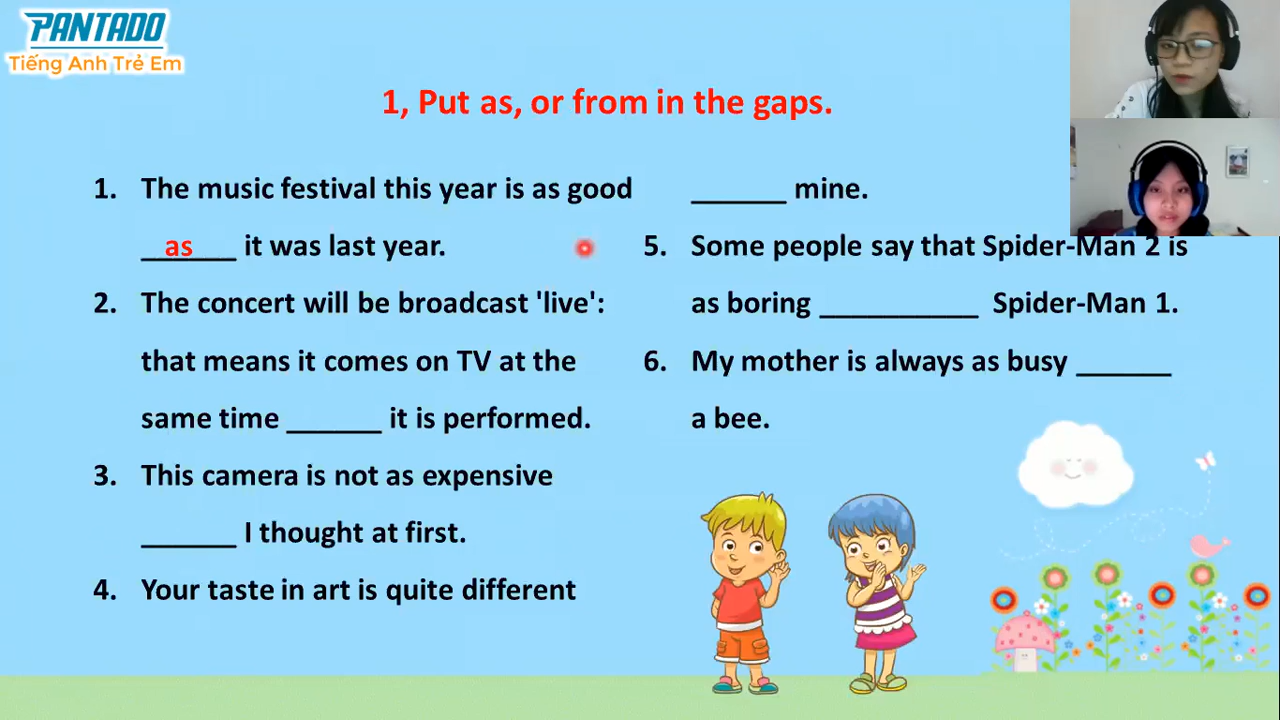 PANTADO
Tiếng Anh Trẻ Em
1, Put as, or from in the gaps.
1. The music festival this year is as good
___as___ it was last year.
2. The concert will be broadcast 'live':
that means it comes on TV at the
same time ______ it is performed.
3. This camera is not as expensive
______ I thought at first.
4. Your taste in art is quite different
______ mine.
5. Some people say that Spider-Man 2 is
as boring __________ Spider-Man 1.
6. My mother is always as busy ______
a bee.